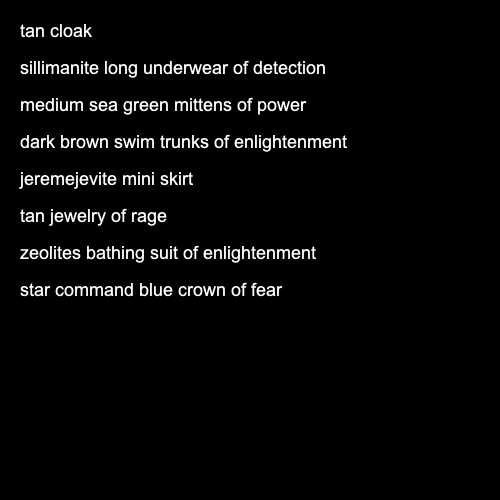 tan cloak
sillimanite long underwear of detection
medium sea green mittens of power
dark brown swim trunks of enlightenment
jeremejevite mini skirt
tan jewelry of rage
zeolites bathing suit of enlightenment
star command blue crown of fear